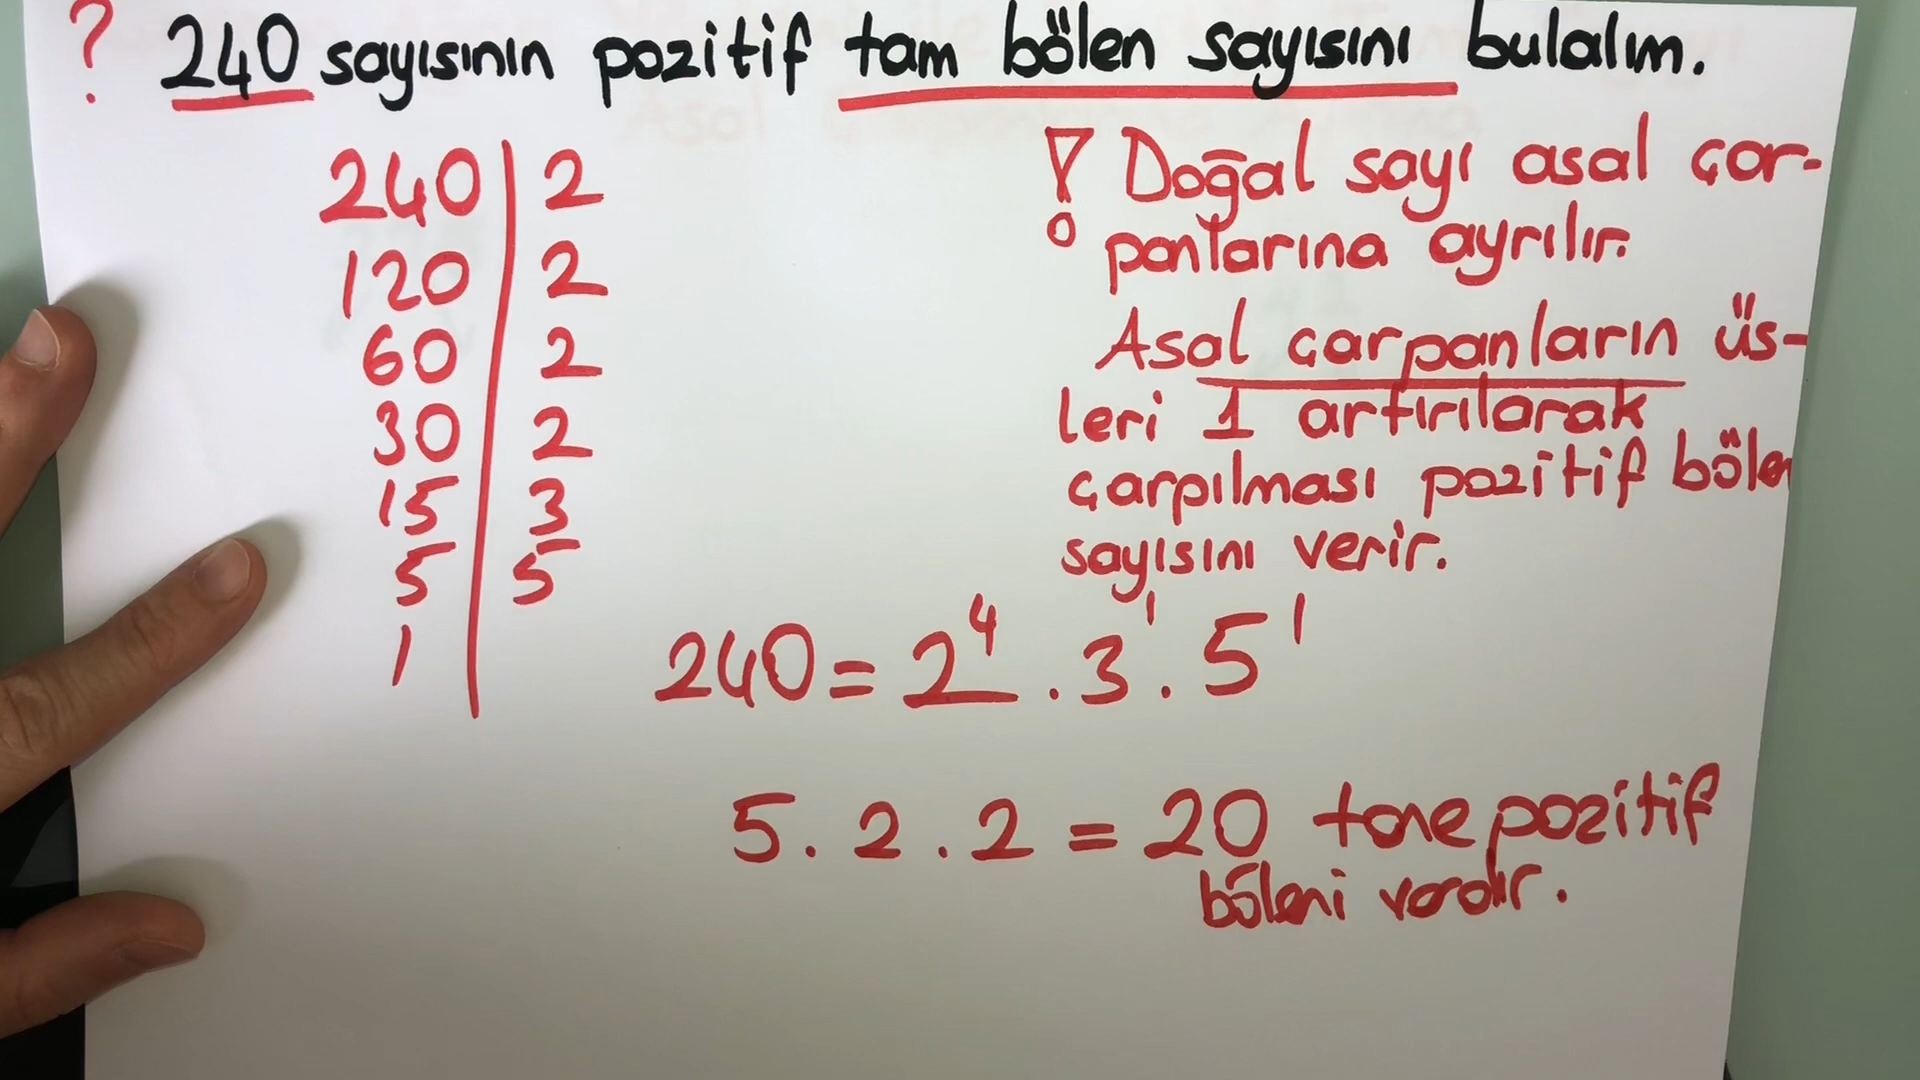 ? 240 sayısının pozitif tam bölen sayısını bulalım.
240 | 2
120 | 2
60 | 2
30 | 2
15 | 3
5 | 5
1 |
! Doğal sayı asal çar-
panlarına ayrılır.
Asal çarpanların üs-
leri 1 artırılarak
çarpılması pozitif bölen
sayısını verir.
240 = 2⁴ . 3¹ . 5¹
5 . 2 . 2 = 20 tane pozitif
böleni vardır.